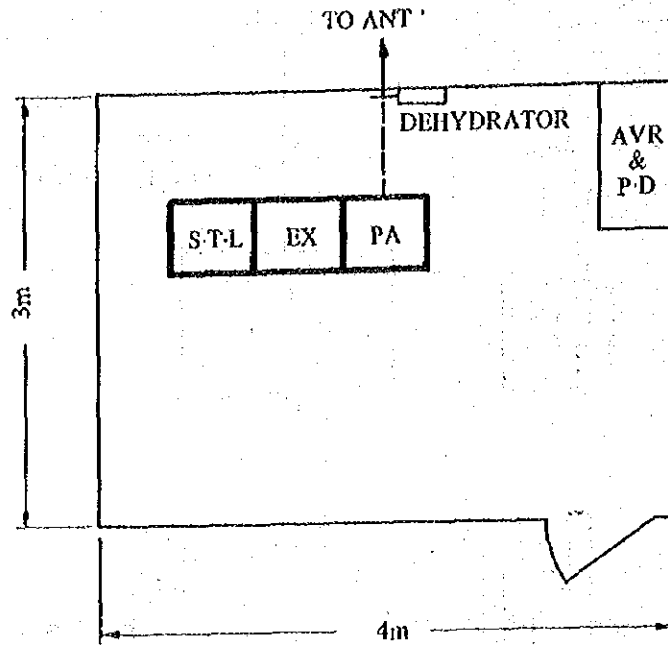 TO ANT
DEHYDRATOR
AVR
&
P·D
S·T·L EX PA
3m
4m